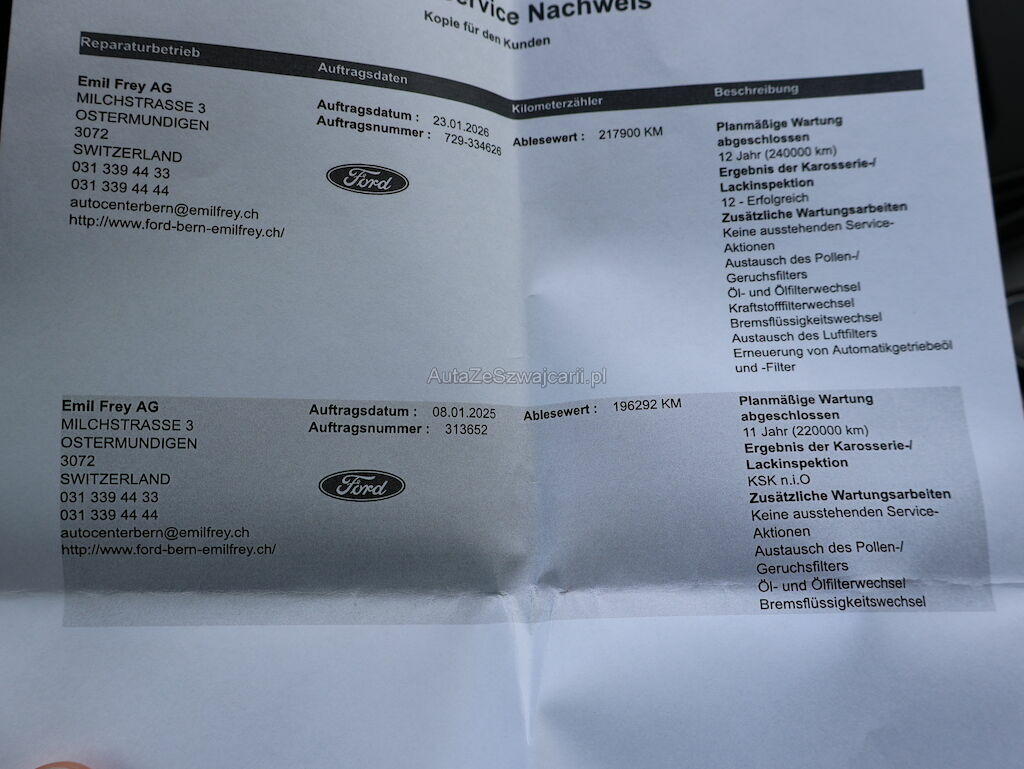 Service Nachweis
Kopie für den Kunden
Reparaturbetrieb
Auftragsdaten
Kilometerzähler
Beschreibung
Emil Frey AG
MILCHSTRASSE 3
OSTERMUNDIGEN
3072
SWITZERLAND
031 339 44 33
031 339 44 44
autocenterbern@emilfrey.ch
http://www.ford-bern-emilfrey.ch/
Auftragsdatum : 23.01.2026
Auftragsnummer : 729-334626
Ford
Ablesewert : 217900 KM
Planmäßige Wartung
abgeschlossen
12 Jahr (240000 km)
Ergebnis der Karosserie-/
Lackinspektion
12 - Erfolgreich
Zusätzliche Wartungsarbeiten
Keine ausstehenden Service-
Aktionen
Austausch des Pollen-/
Geruchsfilters
Öl- und Ölfilterwechsel
Kraftstofffilterwechsel
Bremsflüssigkeitswechsel
Austausch des Luftfilters
Erneuerung von Automatikgetriebeöl
und -Filter
AutaZeSzwajcarii.pl
Emil Frey AG
MILCHSTRASSE 3
OSTERMUNDIGEN
3072
SWITZERLAND
031 339 44 33
031 339 44 44
autocenterbern@emilfrey.ch
http://www.ford-bern-emilfrey.ch/
Auftragsdatum : 08.01.2025
Auftragsnummer : 313652
Ford
Ablesewert : 196292 KM
Planmäßige Wartung
abgeschlossen
11 Jahr (220000 km)
Ergebnis der Karosserie-/
Lackinspektion
KSK n.i.O
Zusätzliche Wartungsarbeiten
Keine ausstehenden Service-
Aktionen
Austausch des Pollen-/
Geruchsfilters
Öl- und Ölfilterwechsel
Bremsflüssigkeitswechsel